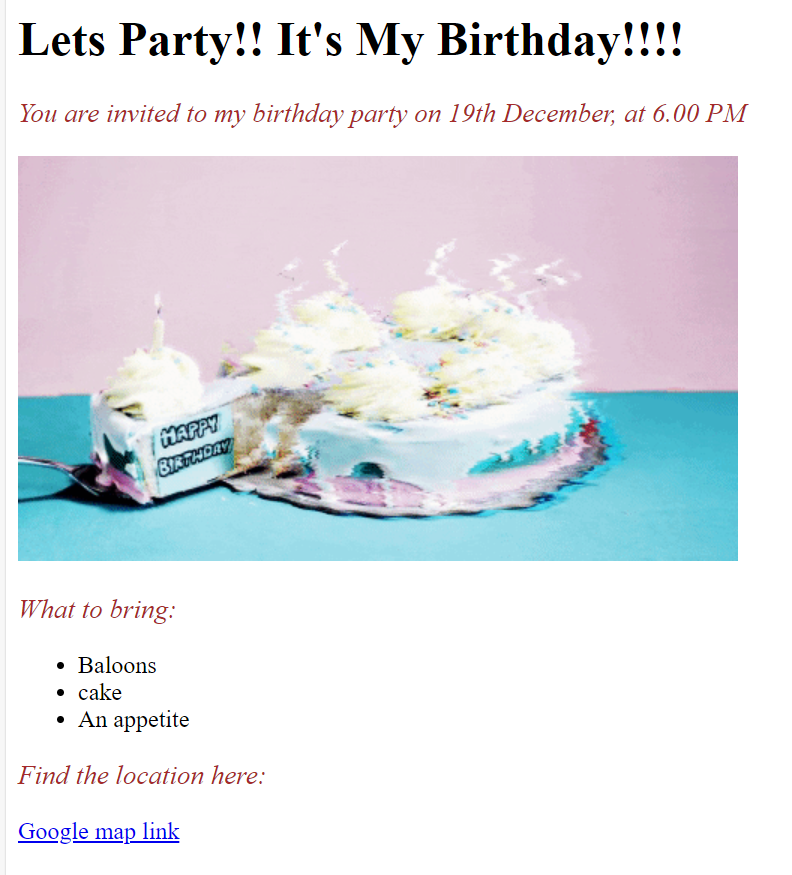 Lets Party!! It's My Birthday!!!!
You are invited to my birthday party on 19th December, at 6.00 PM
HAPPY
BIRTHDAY
What to bring:
Baloons
cake
An appetite
Find the location here:
Google map link